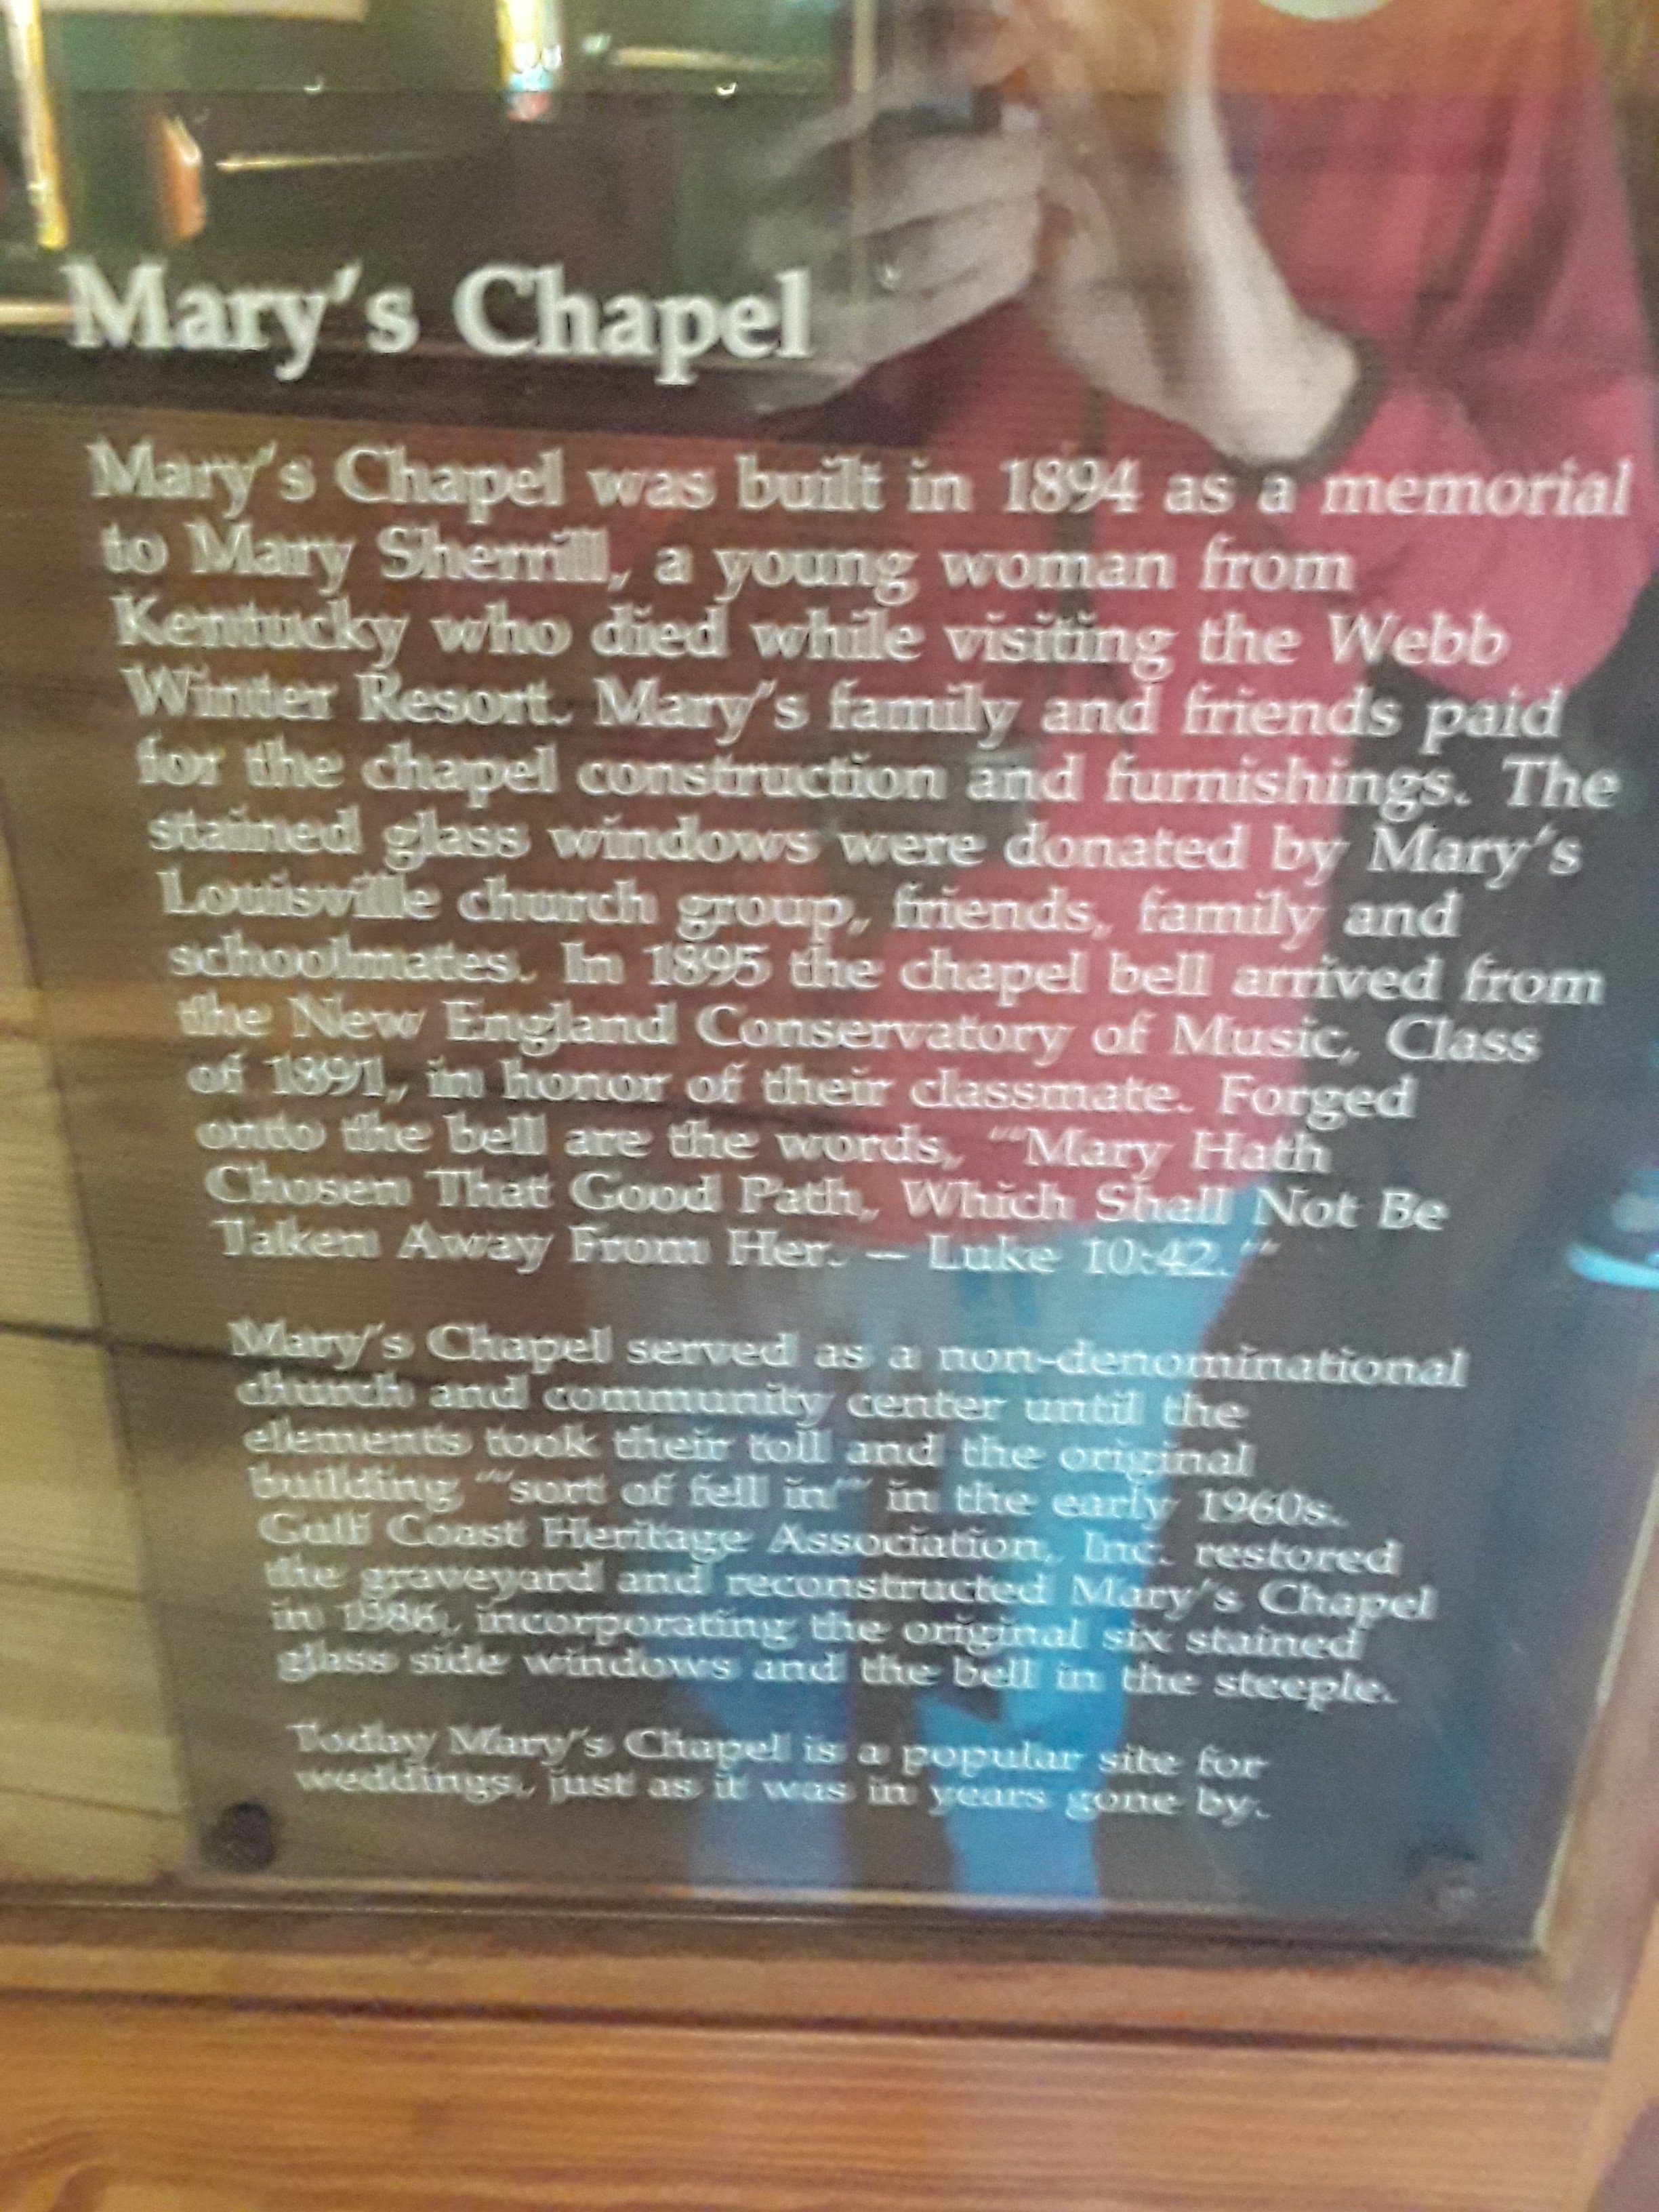 Mary's Chapel
Mary's Chapel was built in 1894 as a memorial
to Mary Sherrill, a young woman from
Kentucky who died while visiting the Webb
Winter Resort. Mary's family and friends paid
for the chapel construction and furnishings. The
stained glass windows were donated by Mary's
Louisville church group, friends, family and
schoolmates. In 1895 the chapel bell arrived from
the New England Conservatory of Music, Class
of 1891, in honor of their classmate. Forged
onto the bell are the words, "Mary Hath
Chosen That Good Path, Which Shall Not Be
Taken Away From Her. – Luke 10:42."
Mary's Chapel served as a non-denominational
church and community center until the
elements took their toll and the original
building "sort of fell in" in the early 1960s.
Gulf Coast Heritage Association, Inc. restored
the graveyard and reconstructed Mary's Chapel
in 1986, incorporating the original six stained
glass side windows and the bell in the steeple.
Today Mary's Chapel is a popular site for
weddings, just as it was in years gone by.